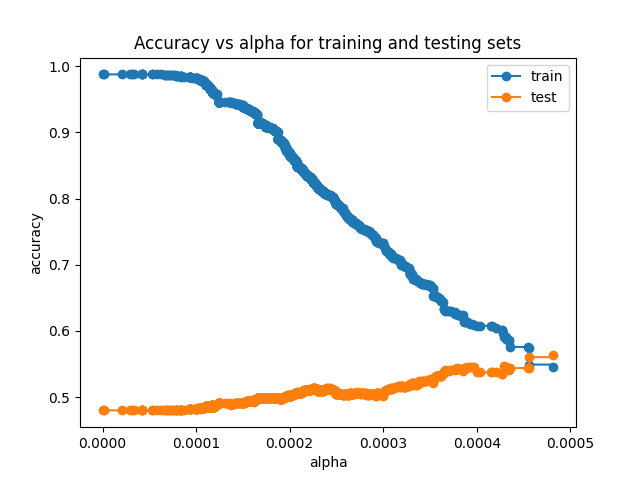 Accuracy vs alpha for training and testing sets
train
test
accuracy
1.0
0.9
0.8
0.7
0.6
0.5
0.0000 0.0001 0.0002 0.0003 0.0004 0.0005
alpha